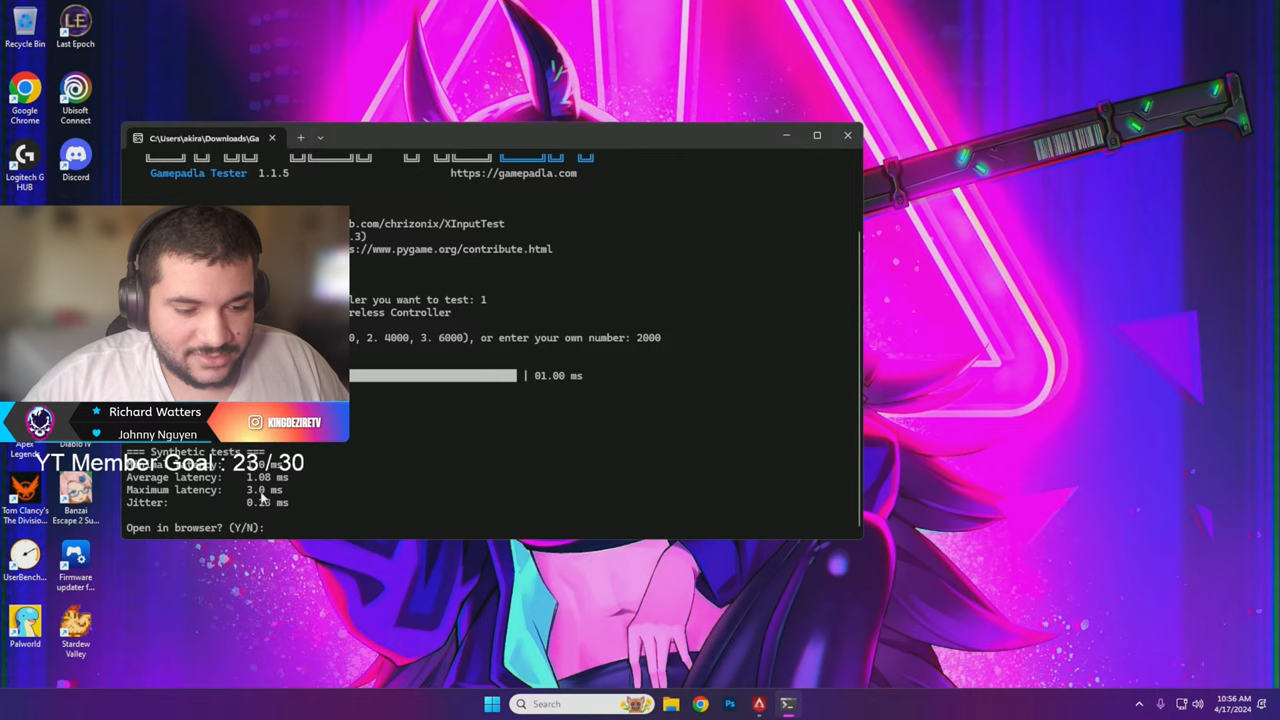 Recycle Bin
Last Epoch
Google Chrome
Ubisoft Connect
Logitech G HUB
Discord
C:\Users\akira\Downloads\Ga
Gamepadla Tester 1.1.5
https://gamepadla.com
b.com/chrizonix/XInputTest
.3)
s://www.pygame.org/contribute.html
ler you want to test: 1
reless Controller
0, 2. 4000, 3. 6000), or enter your own number: 2000
| 01.00 ms
Richard Watters
Johnny Nguyen
KINGDEZIRETV
=== Synthetic tests ===
YT Member Goal : 23 / 30
Average latency: 1.08 ms
Maximum latency: 3.0 ms
Jitter: ms
Open in browser? (Y/N):
Apex Legends
Diablo IV
Tom Clancy's The Divisio...
Banzai Escape 2 Su...
UserBench...
Firmware updater f...
Palworld
Stardew Valley
Search
Ps
10:56 AM
4/17/2024